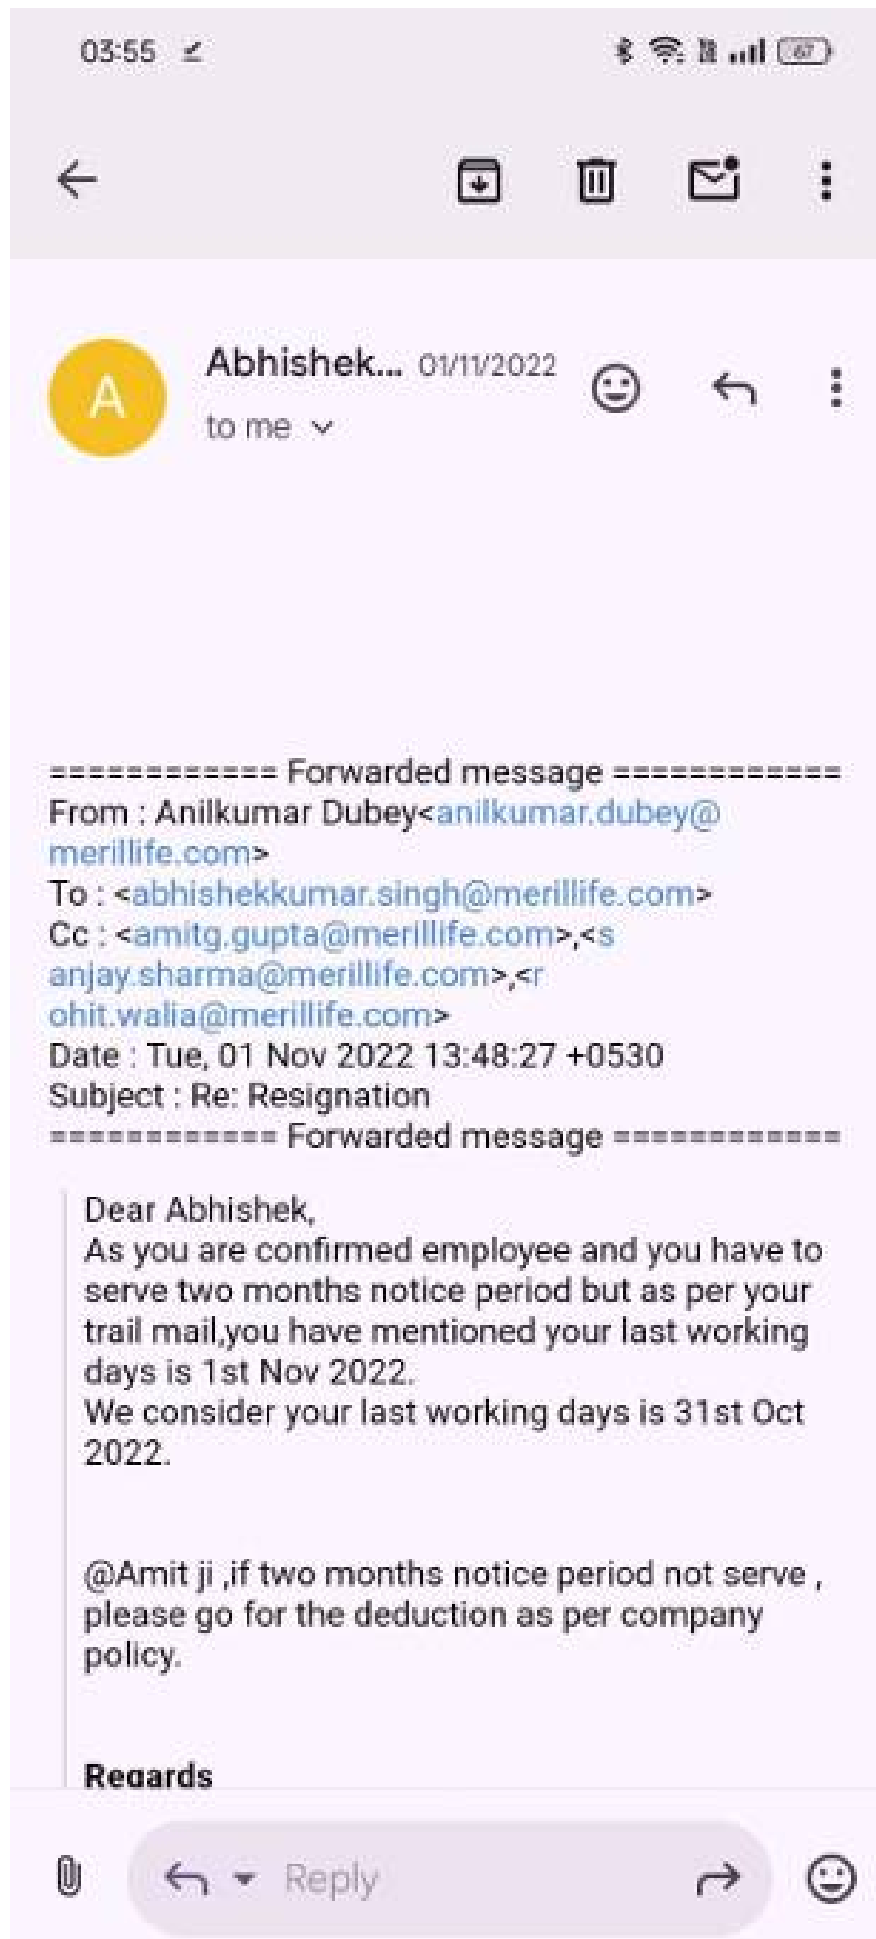 03:55
67
A
Abhishek... 01/11/2022
to me
============ Forwarded message ============
From : Anilkumar Dubey<anilkumar.dubey@
merillife.com>
To : <abhishekkumar.singh@merillife.com>
Cc : <amitg.gupta@merillife.com>,<s
anjay.sharma@merillife.com>,<r
ohit.walia@merillife.com>
Date : Tue, 01 Nov 2022 13:48:27 +0530
Subject : Re: Resignation
============ Forwarded message ============
Dear Abhishek,
As you are confirmed employee and you have to
serve two months notice period but as per your
trail mail,you have mentioned your last working
days is 1st Nov 2022.
We consider your last working days is 31st Oct
2022.
@Amit ji ,if two months notice period not serve ,
please go for the deduction as per company
policy.
Regards
Reply